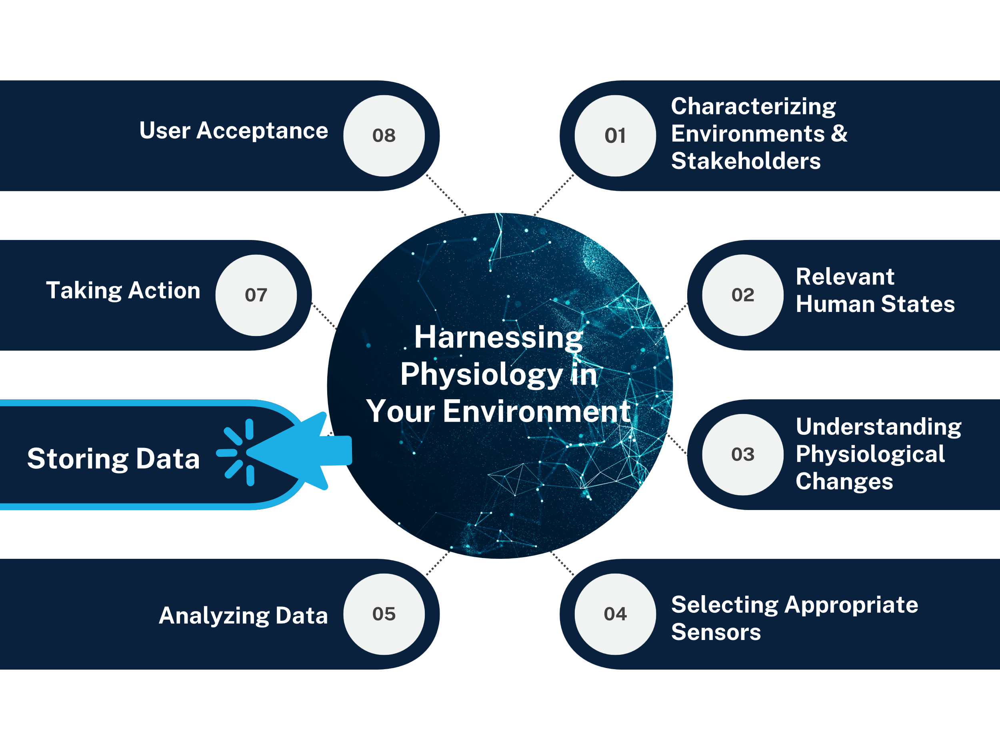 User Acceptance
08
01
Characterizing
Environments &
Stakeholders
Taking Action
07
02
Relevant
Human States
Harnessing
Physiology in
Your Environment
Storing Data
03
Understanding
Physiological
Changes
Analyzing Data
05
04
Selecting Appropriate
Sensors